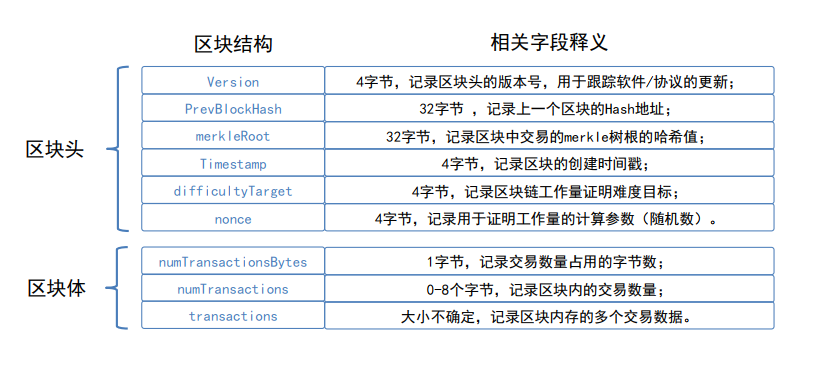 区块结构 相关字段释义
区块头
Version 4字节，记录区块头的版本号，用于跟踪软件/协议的更新；
PrevBlockHash 32字节 ，记录上一个区块的Hash地址；
merkleRoot 32字节，记录区块中交易的merkle树根的哈希值；
Timestamp 4字节，记录区块的创建时间戳；
difficultyTarget 4字节，记录区块链工作量证明难度目标；
nonce 4字节，记录用于证明工作量的计算参数（随机数）。
区块体
numTransactionsBytes 1字节，记录交易数量占用的字节数；
numTransactions 0-8个字节，记录区块内的交易数量；
transactions 大小不确定，记录区块内存的多个交易数据。